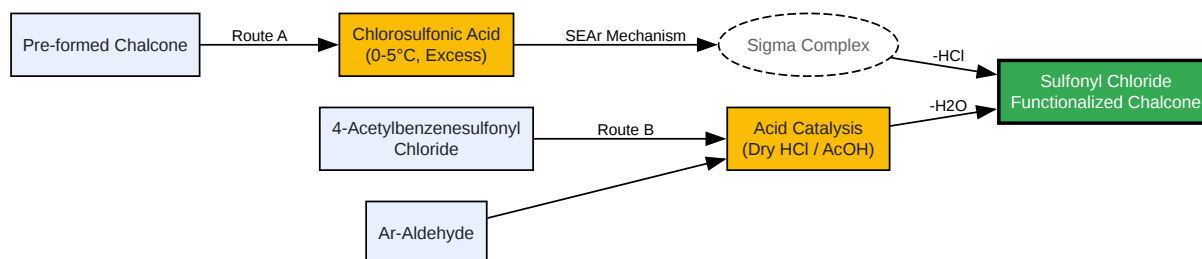 Pre-formed Chalcone
Route A
Chlorosulfonic Acid
(0-5°C, Excess)
SEAr Mechanism
Sigma Complex
-HCl
Sulfonyl Chloride
Functionalized Chalcone
4-Acetylbenzenesulfonyl
Chloride
Route B
Acid Catalysis
(Dry HCl / AcOH)
-H2O
Ar-Aldehyde